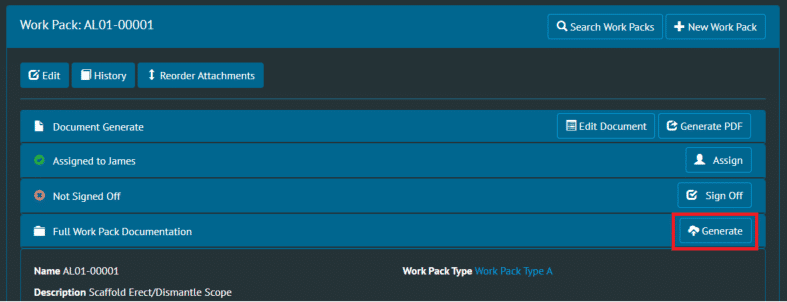 Work Pack: AL01-00001
Search Work Packs
New Work Pack
Edit
History
Reorder Attachments
Document Generate
Edit Document
Generate PDF
Assigned to James
Assign
Not Signed Off
Sign Off
Full Work Pack Documentation
Generate
Name AL01-00001
Work Pack Type Work Pack Type A
Description Scaffold Erect/Dismantle Scope